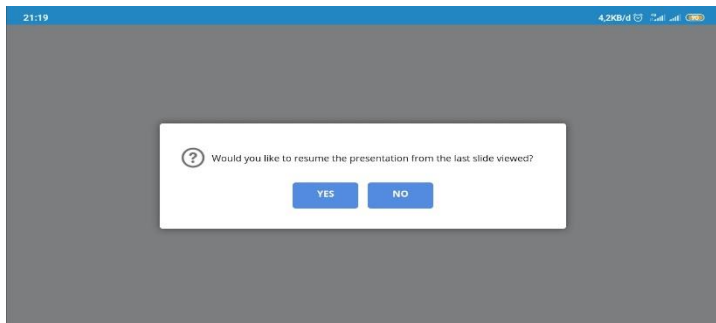 21:19
4,2KB/d
Would you like to resume the presentation from the last slide viewed?
YES NO